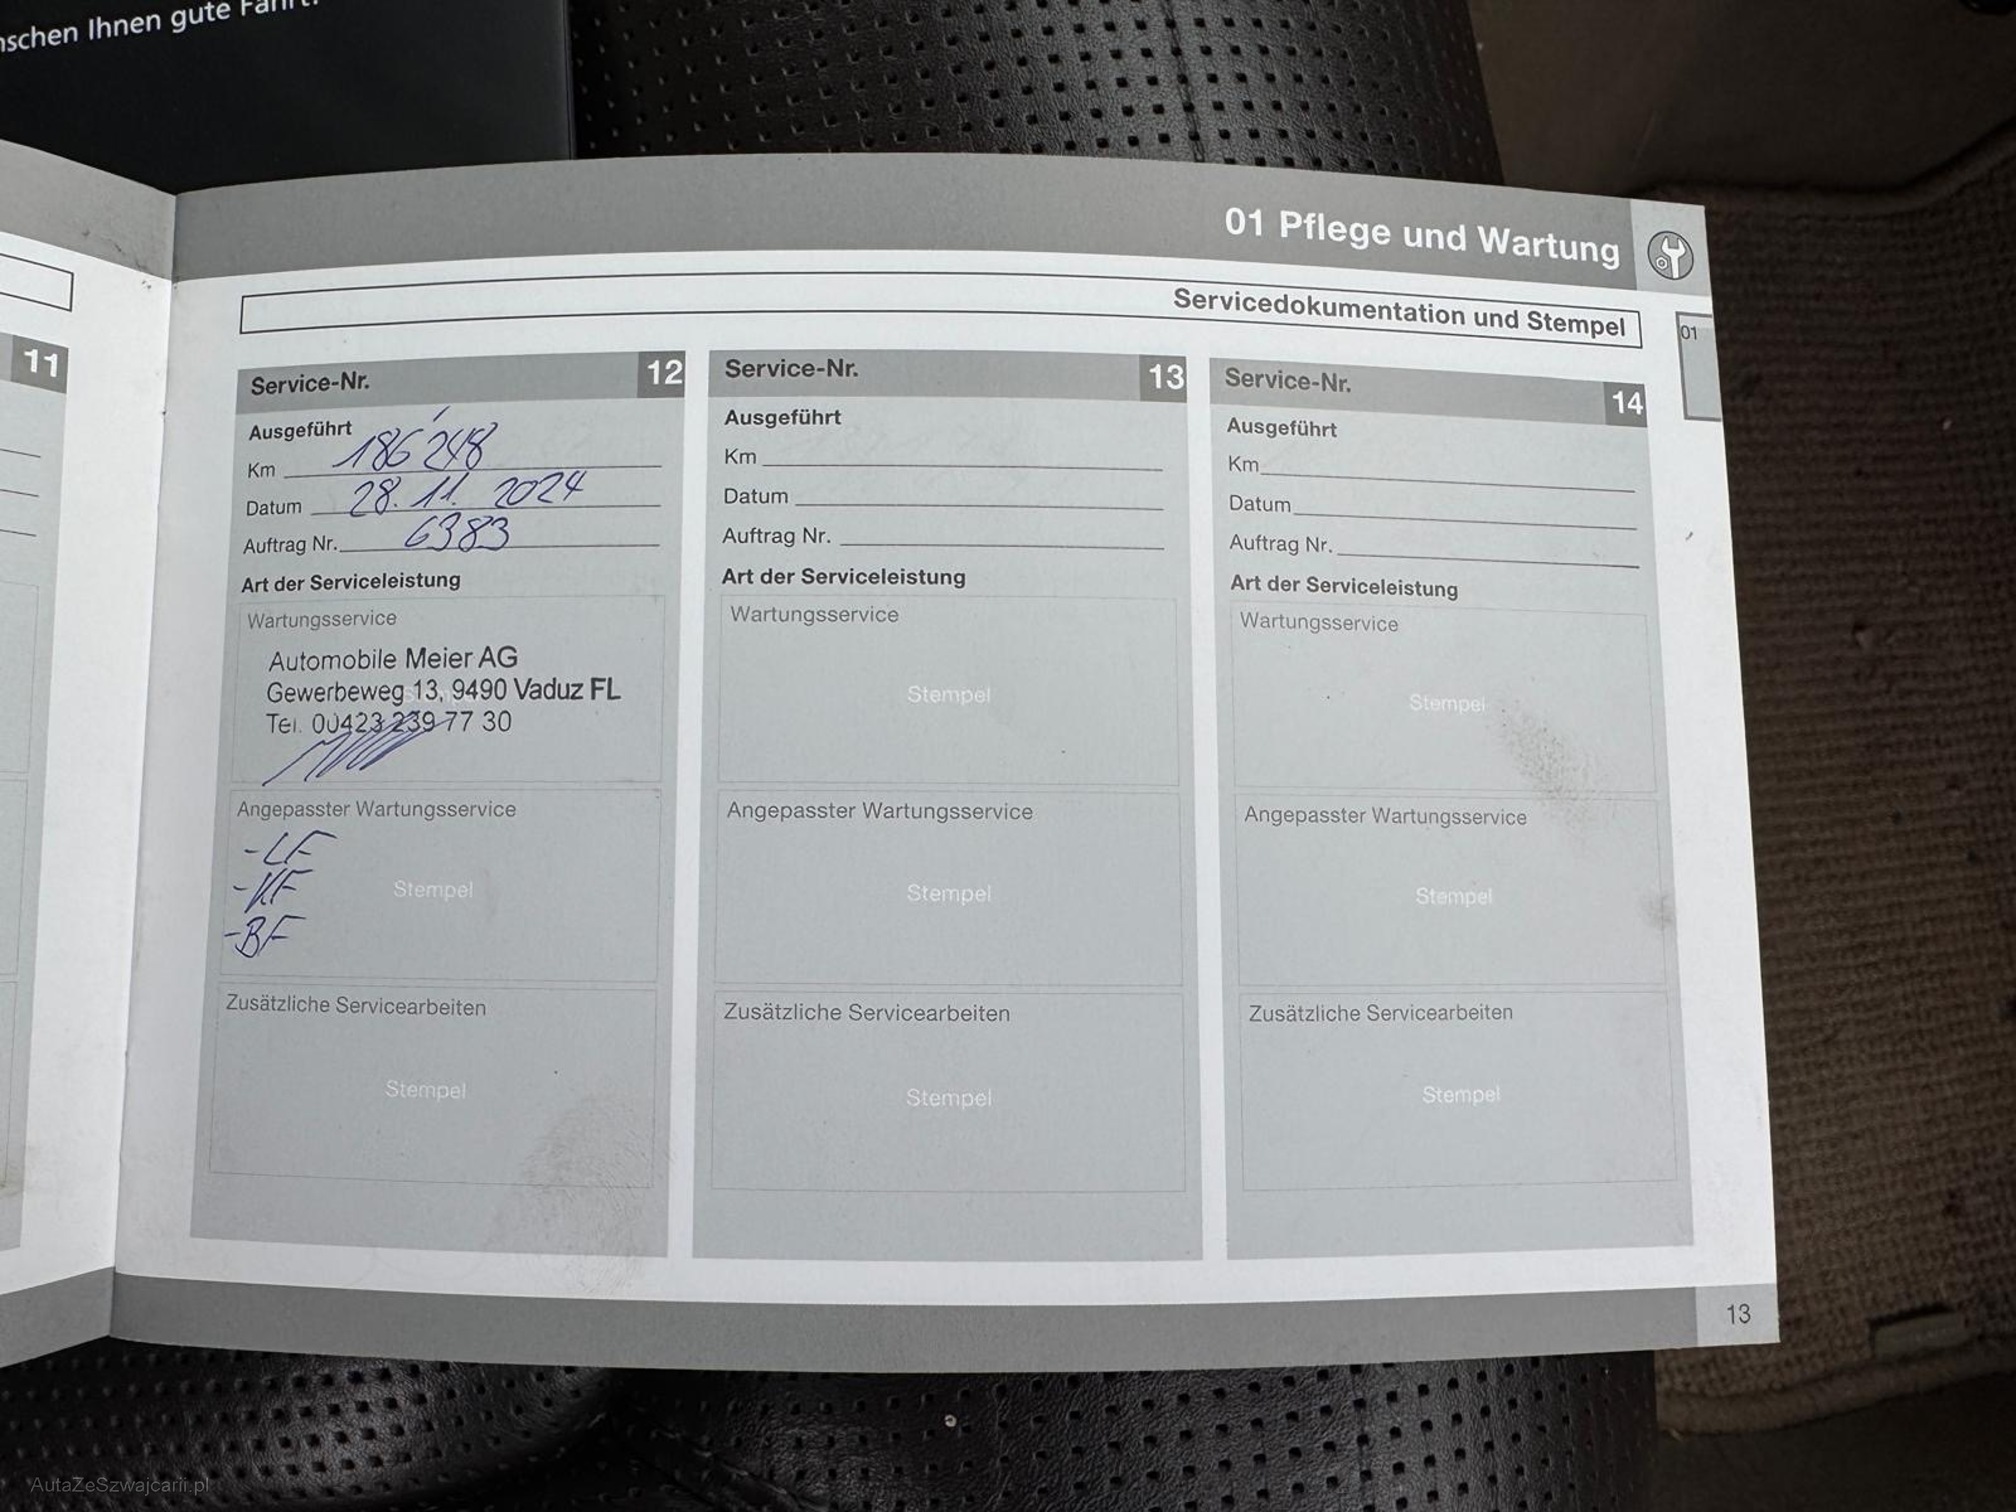 nschen Ihnen gute Fahrt.
01 Pflege und Wartung
Servicedokumentation und Stempel
01
11
Service-Nr. 12
Ausgeführt
Km 186'248
Datum 28.11.2024
Auftrag Nr. 6383
Art der Serviceleistung
Wartungsservice
Automobile Meier AG
Gewerbeweg 13, 9490 Vaduz FL
Tel. 00423 239 77 30
Angepasster Wartungsservice
-LF
-KF
-BF
Stempel
Zusätzliche Servicearbeiten
Stempel
Service-Nr. 13
Ausgeführt
Km
Datum
Auftrag Nr.
Art der Serviceleistung
Wartungsservice
Stempel
Angepasster Wartungsservice
Stempel
Zusätzliche Servicearbeiten
Stempel
Service-Nr. 14
Ausgeführt
Km
Datum
Auftrag Nr.
Art der Serviceleistung
Wartungsservice
Stempel
Angepasster Wartungsservice
Stempel
Zusätzliche Servicearbeiten
Stempel
13
AutaZeSzwajcarii.pl